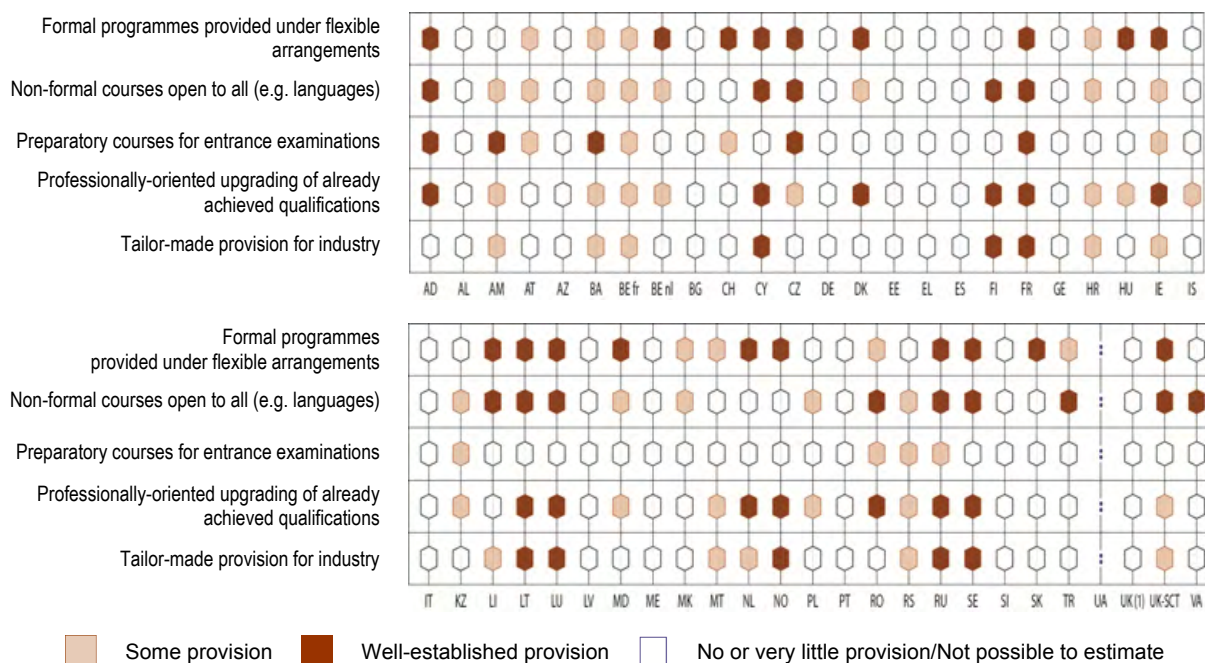 Formal programmes provided under flexible
arrangements
Non-formal courses open to all (e.g. languages)
Preparatory courses for entrance examinations
Professionally-oriented upgrading of already
achieved qualifications
Tailor-made provision for industry
AD AL AM AT AZ BA BE fr BE nl BG CH CY CZ DE DK EE EL ES FI FR GE HR HU IE IS
Formal programmes
provided under flexible arrangements
Non-formal courses open to all (e.g. languages)
Preparatory courses for entrance examinations
Professionally-oriented upgrading of already
achieved qualifications
Tailor-made provision for industry
IT KZ LI LT LU LV MD ME MK MT NL NO PL PT RO RS RU SE SI SK TR UA UK (1) UK-SCT VA
Some provision Well-established provision No or very little provision/Not possible to estimate